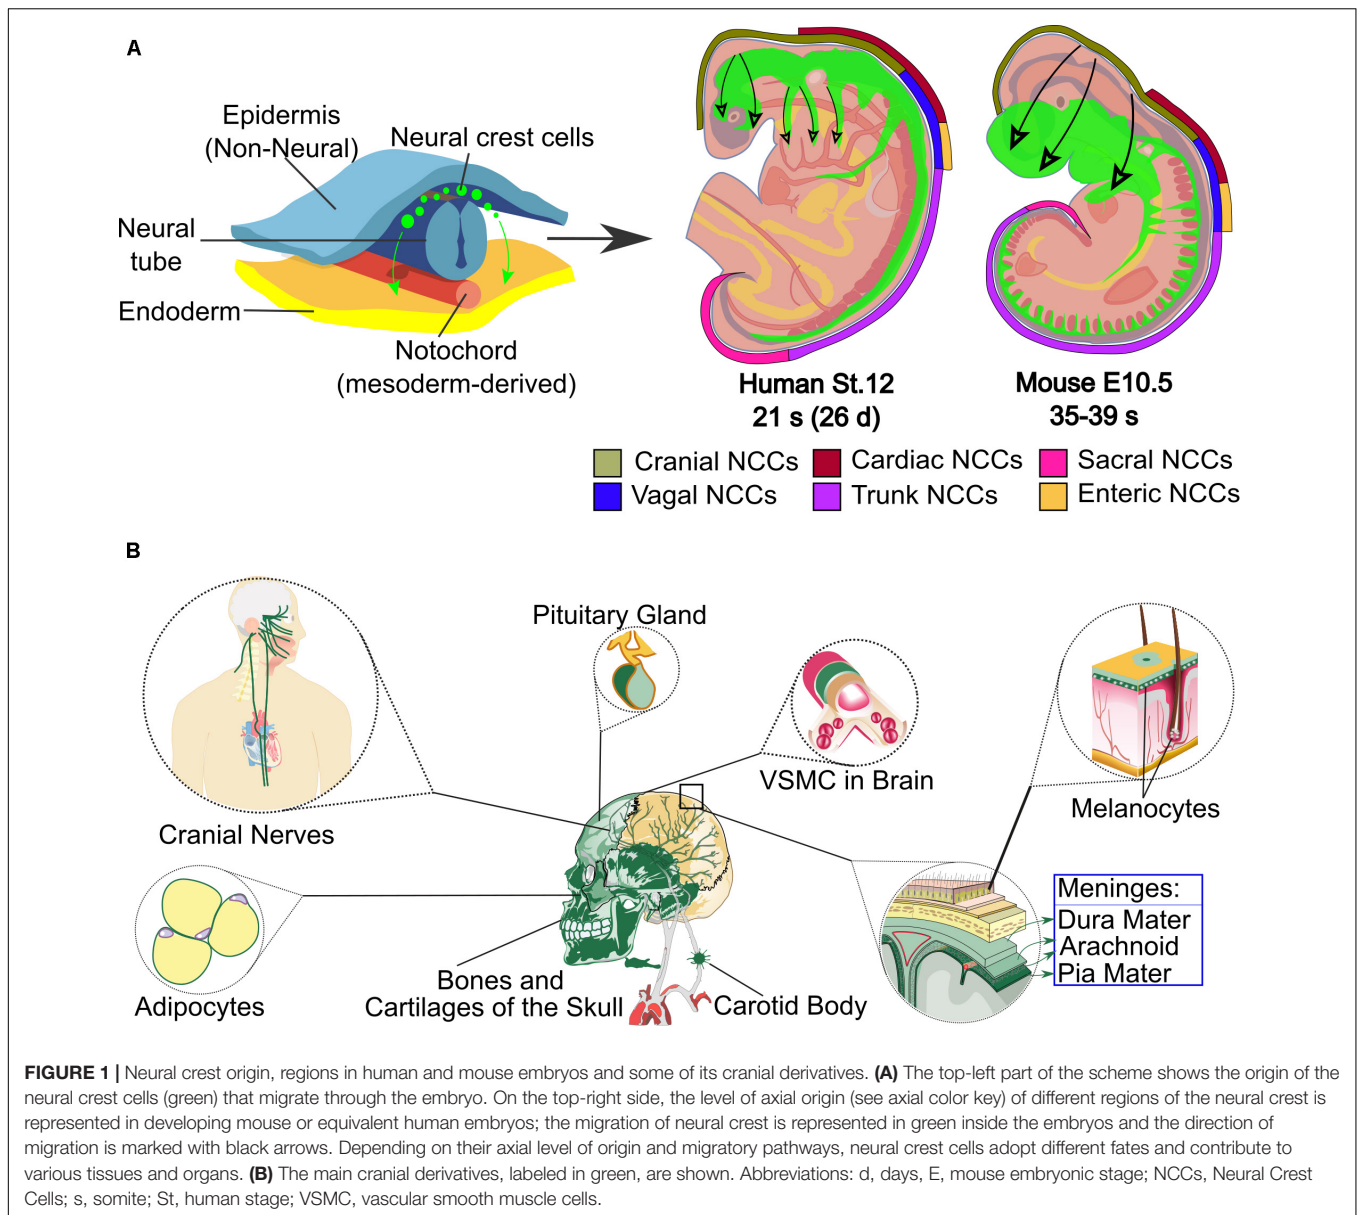 A
Epidermis
(Non-Neural)
Neural crest cells
Neural
tube
Endoderm
Notochord
(mesoderm-derived)
Human St.12
21 s (26 d)
Mouse E10.5
35-39 s
Cranial NCCs
Cardiac NCCs
Sacral NCCs
Vagal NCCs
Trunk NCCs
Enteric NCCs
B
Pituitary Gland
VSMC in Brain
Melanocytes
Cranial Nerves
Meninges:
Dura Mater
Arachnoid
Pia Mater
Adipocytes
Bones and
Cartilages of the Skull
Carotid Body
FIGURE 1 | Neural crest origin, regions in human and mouse embryos and some of its cranial derivatives. (A) The top-left part of the scheme shows the origin of the
neural crest cells (green) that migrate through the embryo. On the top-right side, the level of axial origin (see axial color key) of different regions of the neural crest is
represented in developing mouse or equivalent human embryos; the migration of neural crest is represented in green inside the embryos and the direction of
migration is marked with black arrows. Depending on their axial level of origin and migratory pathways, neural crest cells adopt different fates and contribute to
various tissues and organs. (B) The main cranial derivatives, labeled in green, are shown. Abbreviations: d, days, E, mouse embryonic stage; NCCs, Neural Crest
Cells; s, somite; St, human stage; VSMC, vascular smooth muscle cells.